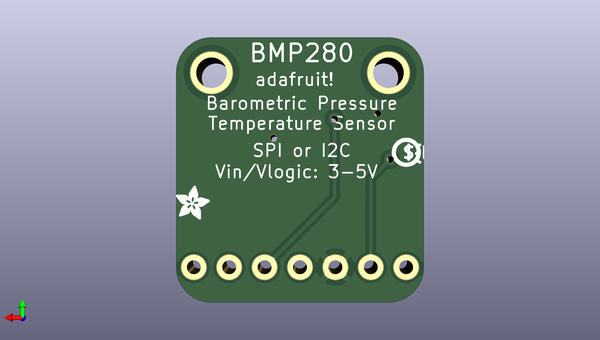 BMP280
adafruit!
Barometric Pressure
Temperature Sensor
SPI or I2C
$
Vin/Vlogic: 3-5V